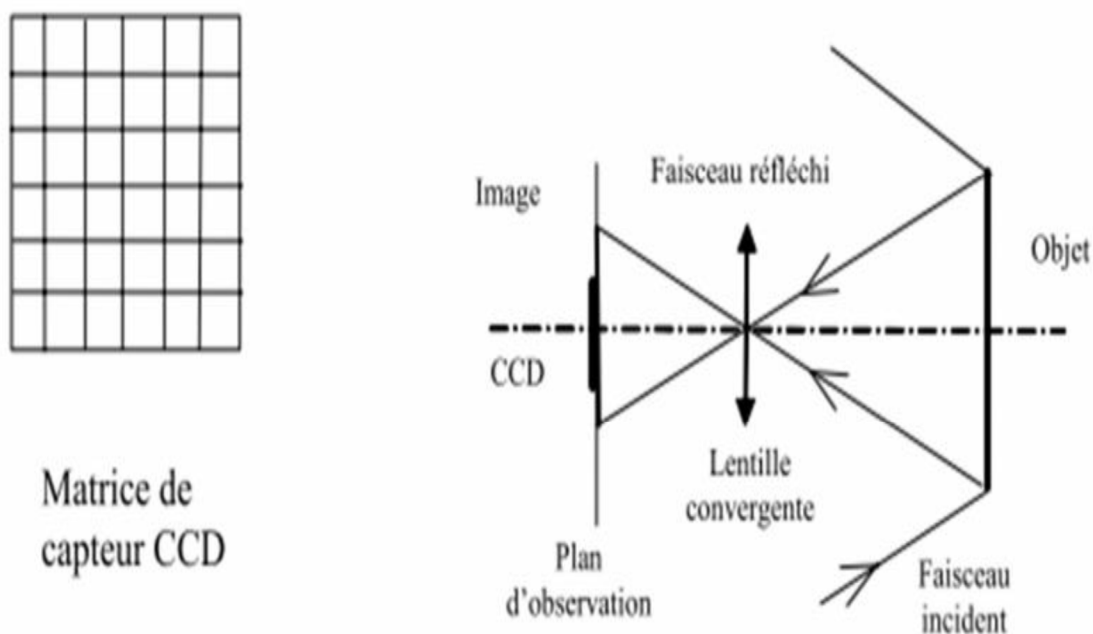 Matrice de
capteur CCD
Image
Faisceau réfléchi
Objet
CCD
Lentille
convergente
Plan
d'observation
Faisceau
incident